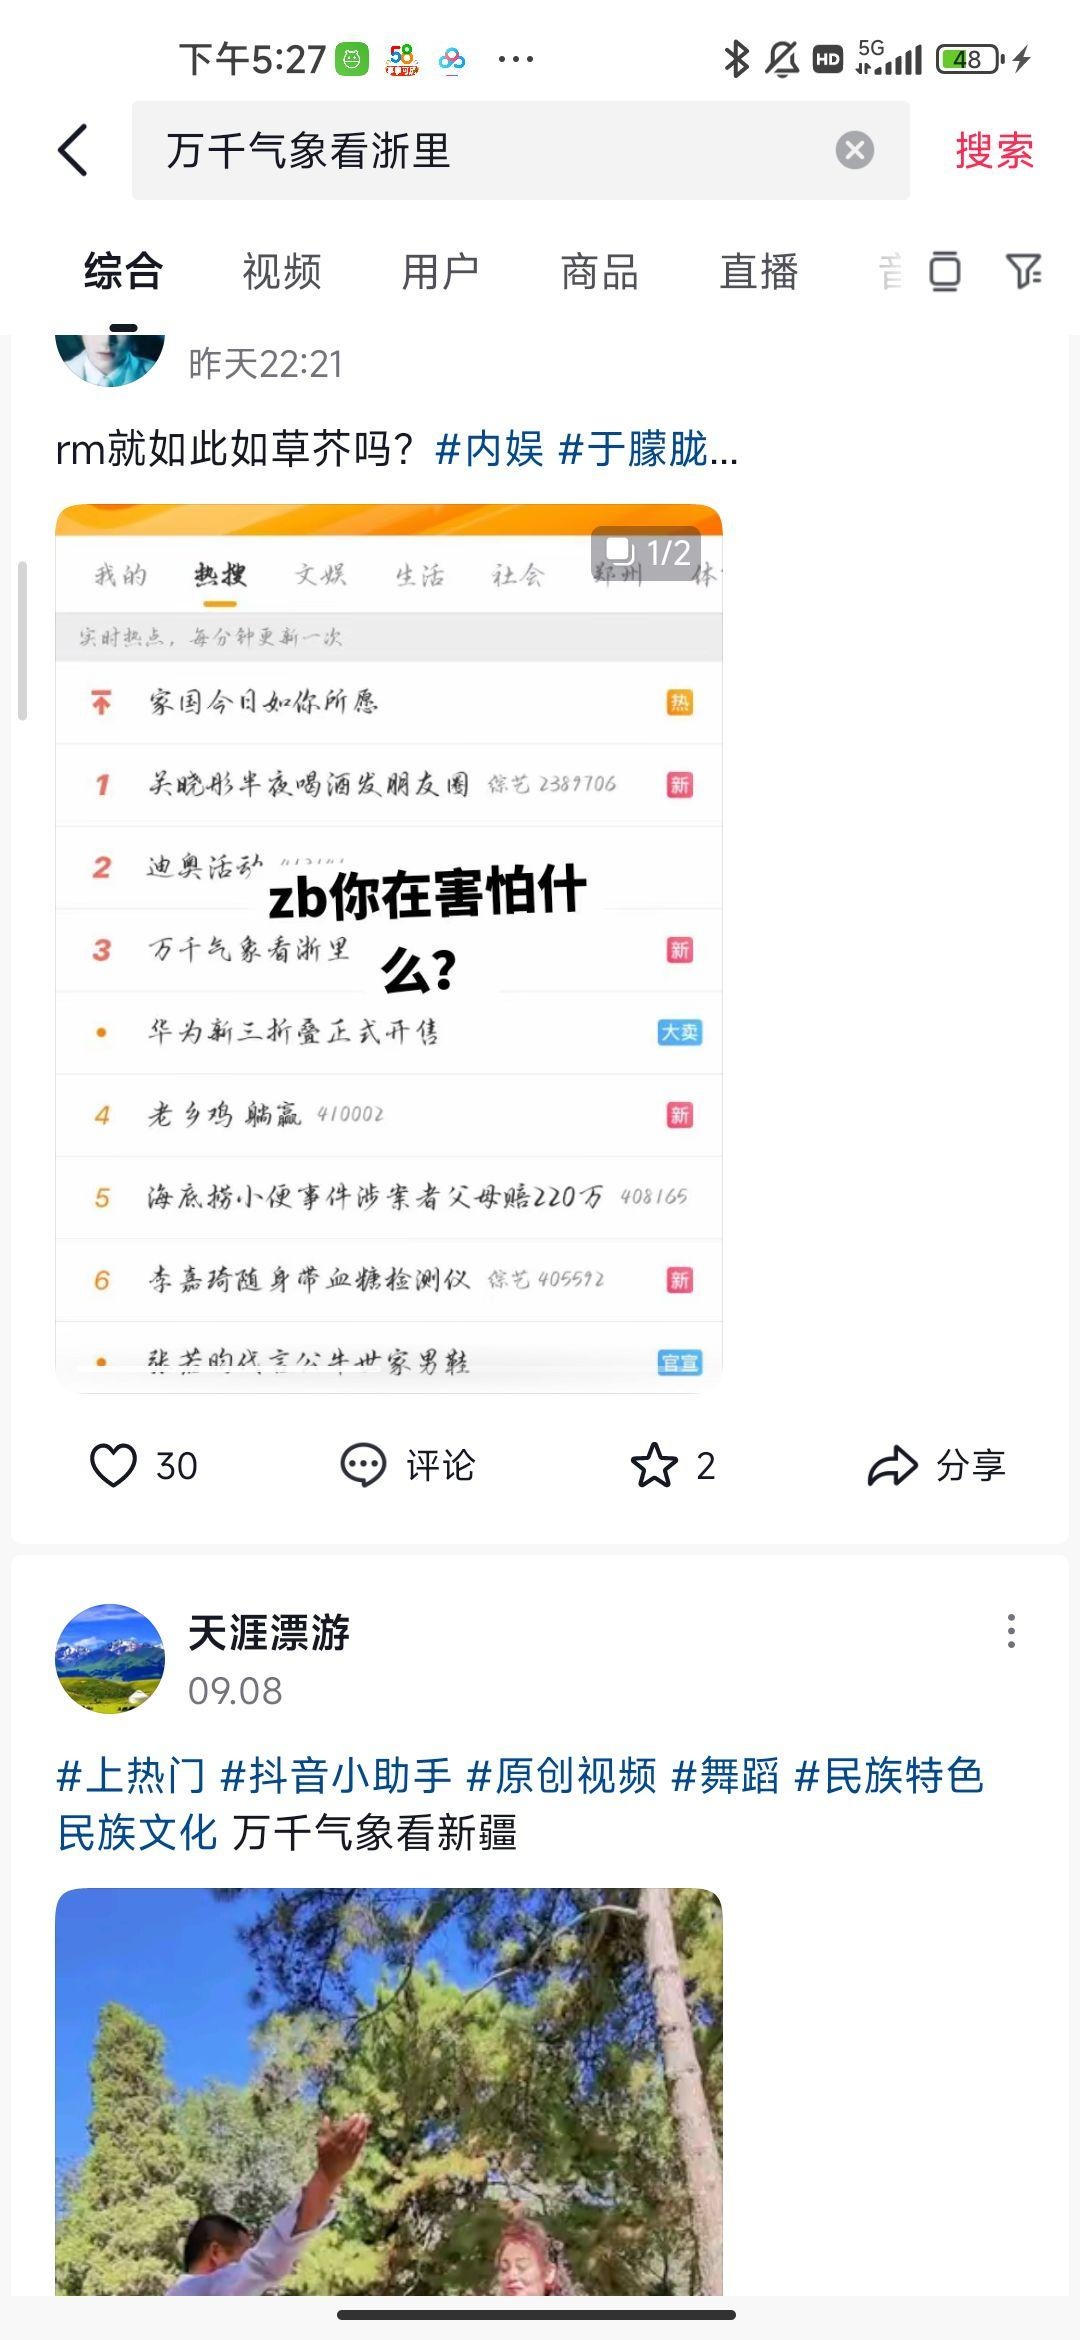 下午5:27
58
HD
5G
48
万千气象看浙里
搜索
综合 视频 用户 商品 直播
昨天22:21
rm就如此如草芥吗？#内娱 #于朦胧...
1/2
我的 热搜 文娱 生活 社会 郑州 体
实时热点，每分钟更新一次
家国今日如你所愿 热
1 关晓彤半夜喝酒发朋友圈 综艺 2389706 新
2 迪奥活动
zb你在害怕什
么？
3 万千气象看浙里 新
华为新三折叠正式开售 大卖
4 老乡鸡 躺赢 410002 新
5 海底捞小便事件涉案者父母赔220万 408165
6 李嘉琦随身带血糖检测仪 综艺 405592 新
张若昀代言公牛世家男鞋 官宣
30 评论 2 分享
天涯漂游
09.08
#上热门 #抖音小助手 #原创视频 #舞蹈 #民族特色
民族文化 万千气象看新疆